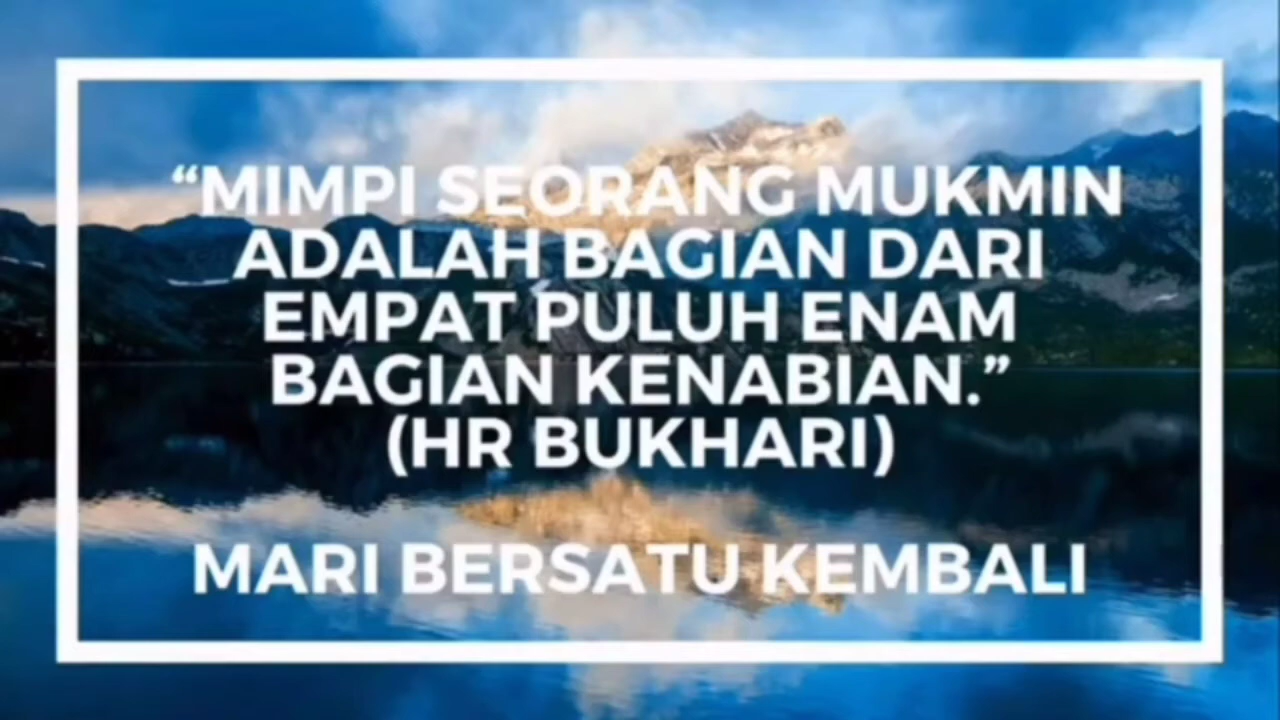 “MIMPI SEORANG MUKMIN
ADALAH BAGIAN DARI
EMPAT PULUH ENAM
BAGIAN KENABIAN.”
(HR BUKHARI)
MARI BERSATU KEMBALI